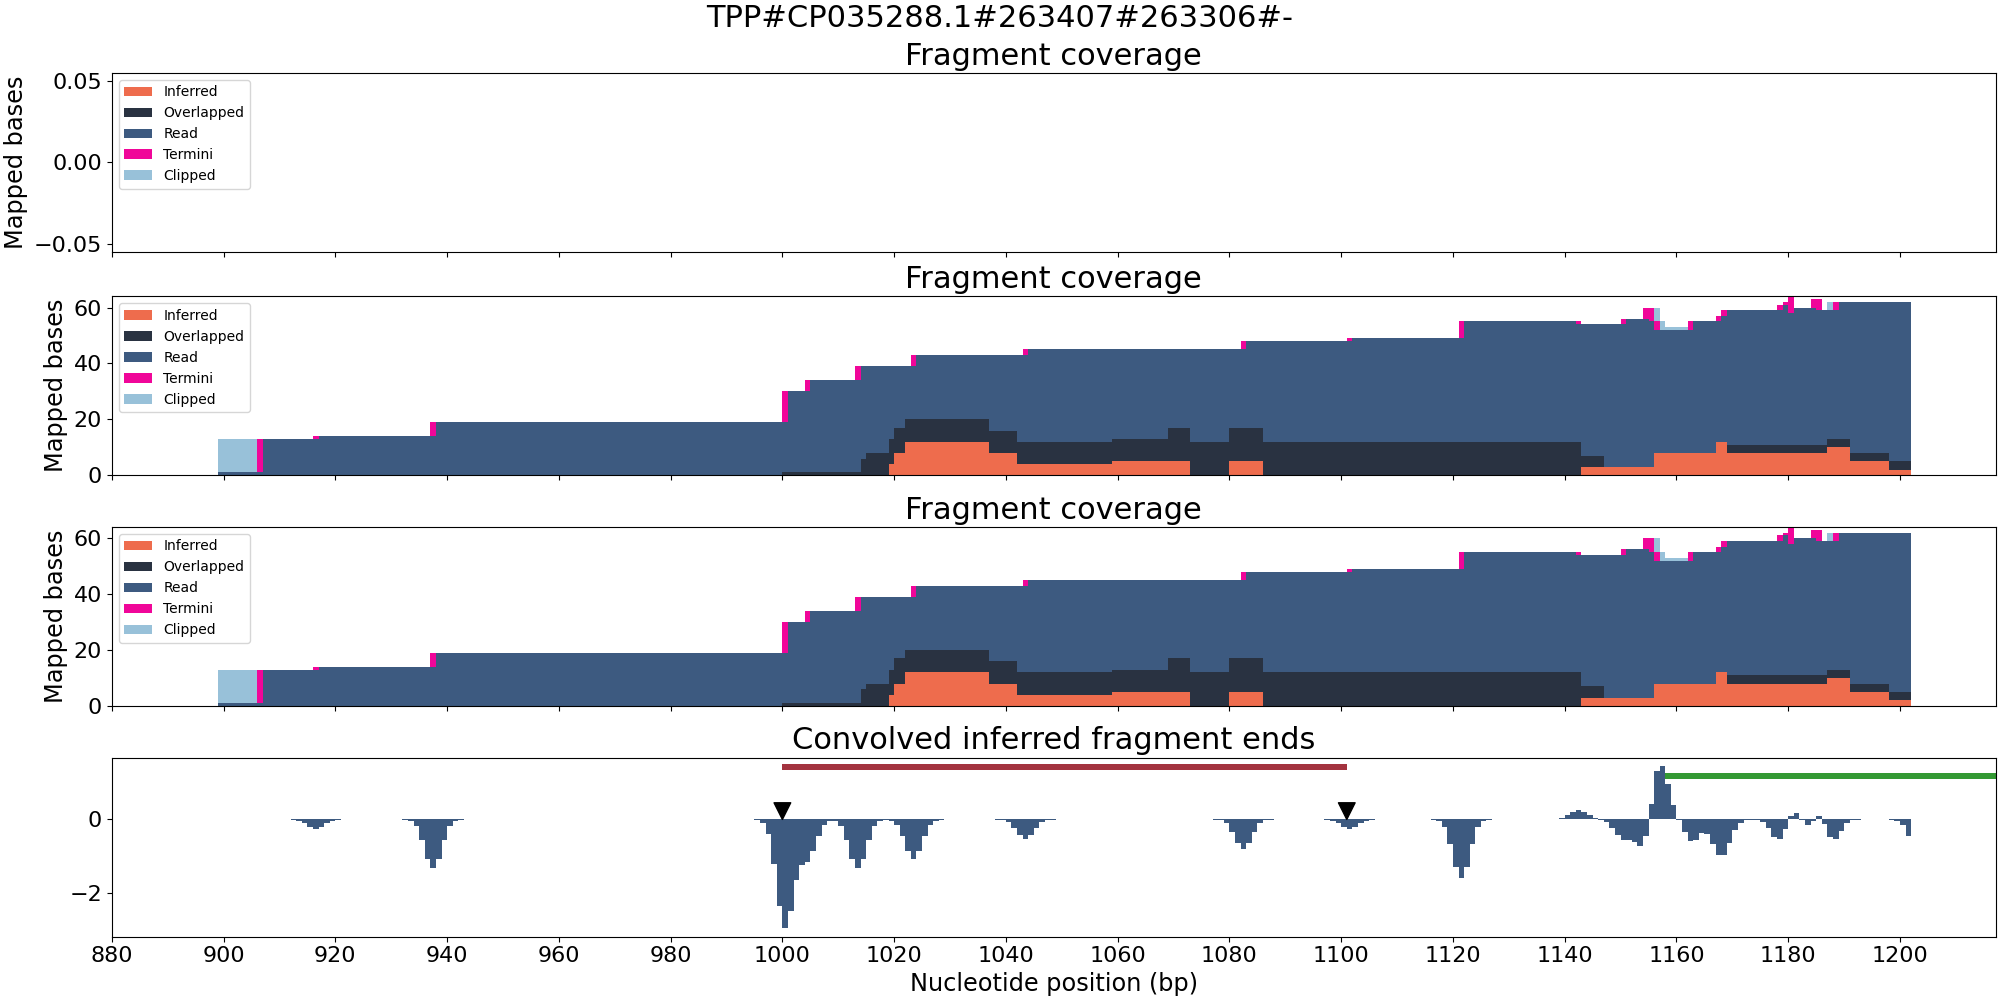 TPP#CP035288.1#263407#263306#-
Fragment coverage
Mapped bases
0.05
0.00
−0.05
Inferred
Overlapped
Read
Termini
Clipped
Fragment coverage
Mapped bases
60
40
20
0
Inferred
Overlapped
Read
Termini
Clipped
Fragment coverage
Mapped bases
60
40
20
0
Inferred
Overlapped
Read
Termini
Clipped
Convolved inferred fragment ends
0
−2
880 900 920 940 960 980 1000 1020 1040 1060 1080 1100 1120 1140 1160 1180 1200
Nucleotide position (bp)